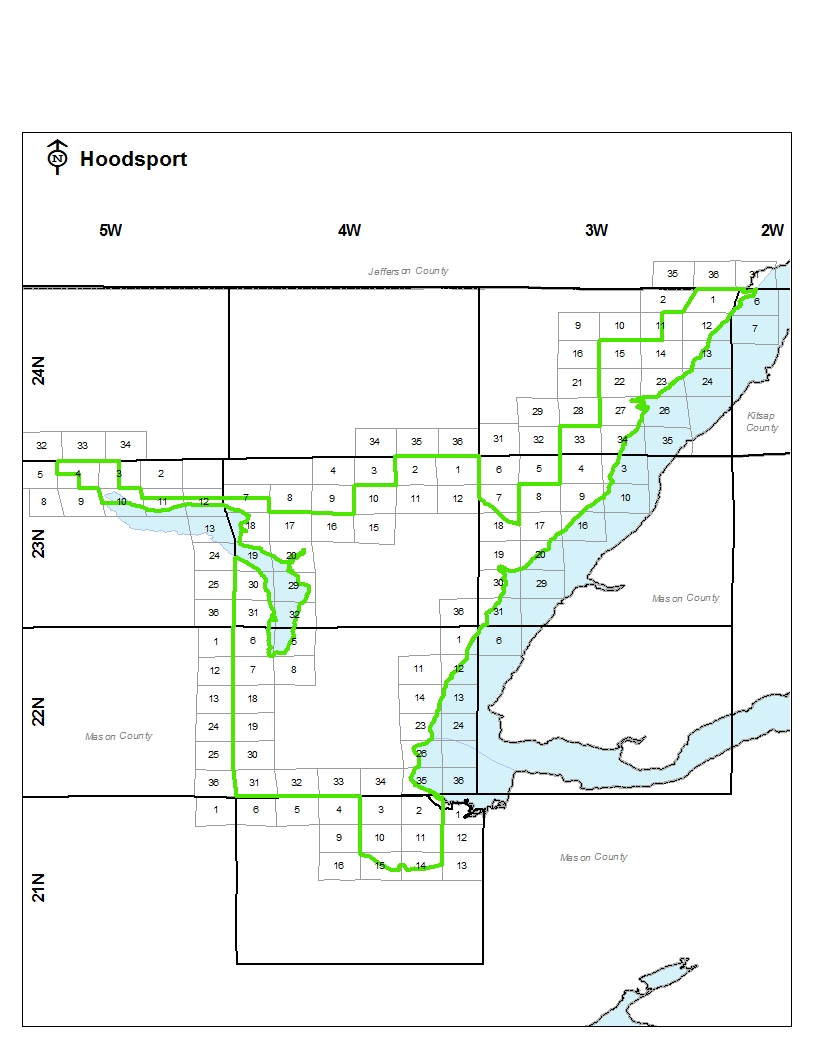 N Hoodsport
5W 4W 3W 2W
Jefferson County
35 36 31
2 1 6
9 10 11 12 7
24N
16 15 14 13
21 22 23 24
29 28 27 26
Kitsap
County
32 33 34 34 35 36 31 32 33 34 35
5 4 3 2 4 3 2 1 6 5 4 3
8 9 10 11 12 7 8 9 10 11 12 7 8 9 10
23N
13 18 17 16 15 18 17 16
24 19 20 19 20
25 30 29 30 29
Mason County
36 31 32 36 31
1 6 5 1 6
12 7 8 11 12
13 18 14 13
22N
24 19 23 24
Mason County
25 30 26
36 31 32 33 34 35 36
1 6 5 4 3 2 1
9 10 11 12
Mason County
16 15 14 13
21N